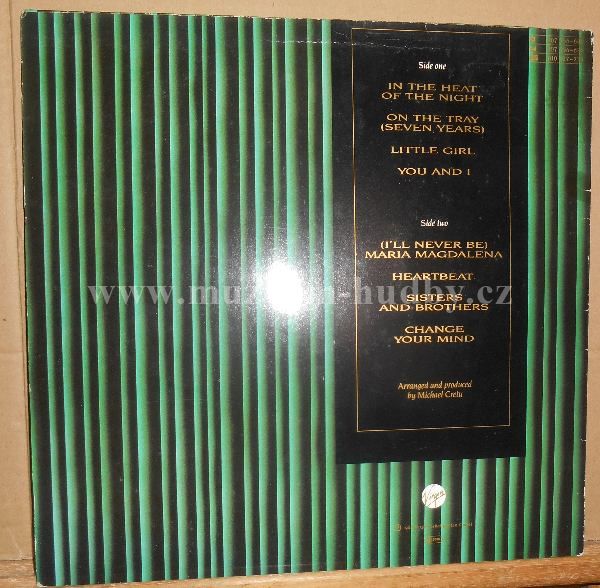 Side one
IN THE HEAT
OF THE NIGHT
ON THE TRAY
(SEVEN YEARS)
LITTLE GIRL
YOU AND I
Side two
(I'LL NEVER BE)
MARIA MAGDALENA
HEARTBEAT
SISTERS
AND BROTHERS
CHANGE
YOUR MIND
Arranged and produced
by Michael Cretu
Virgin